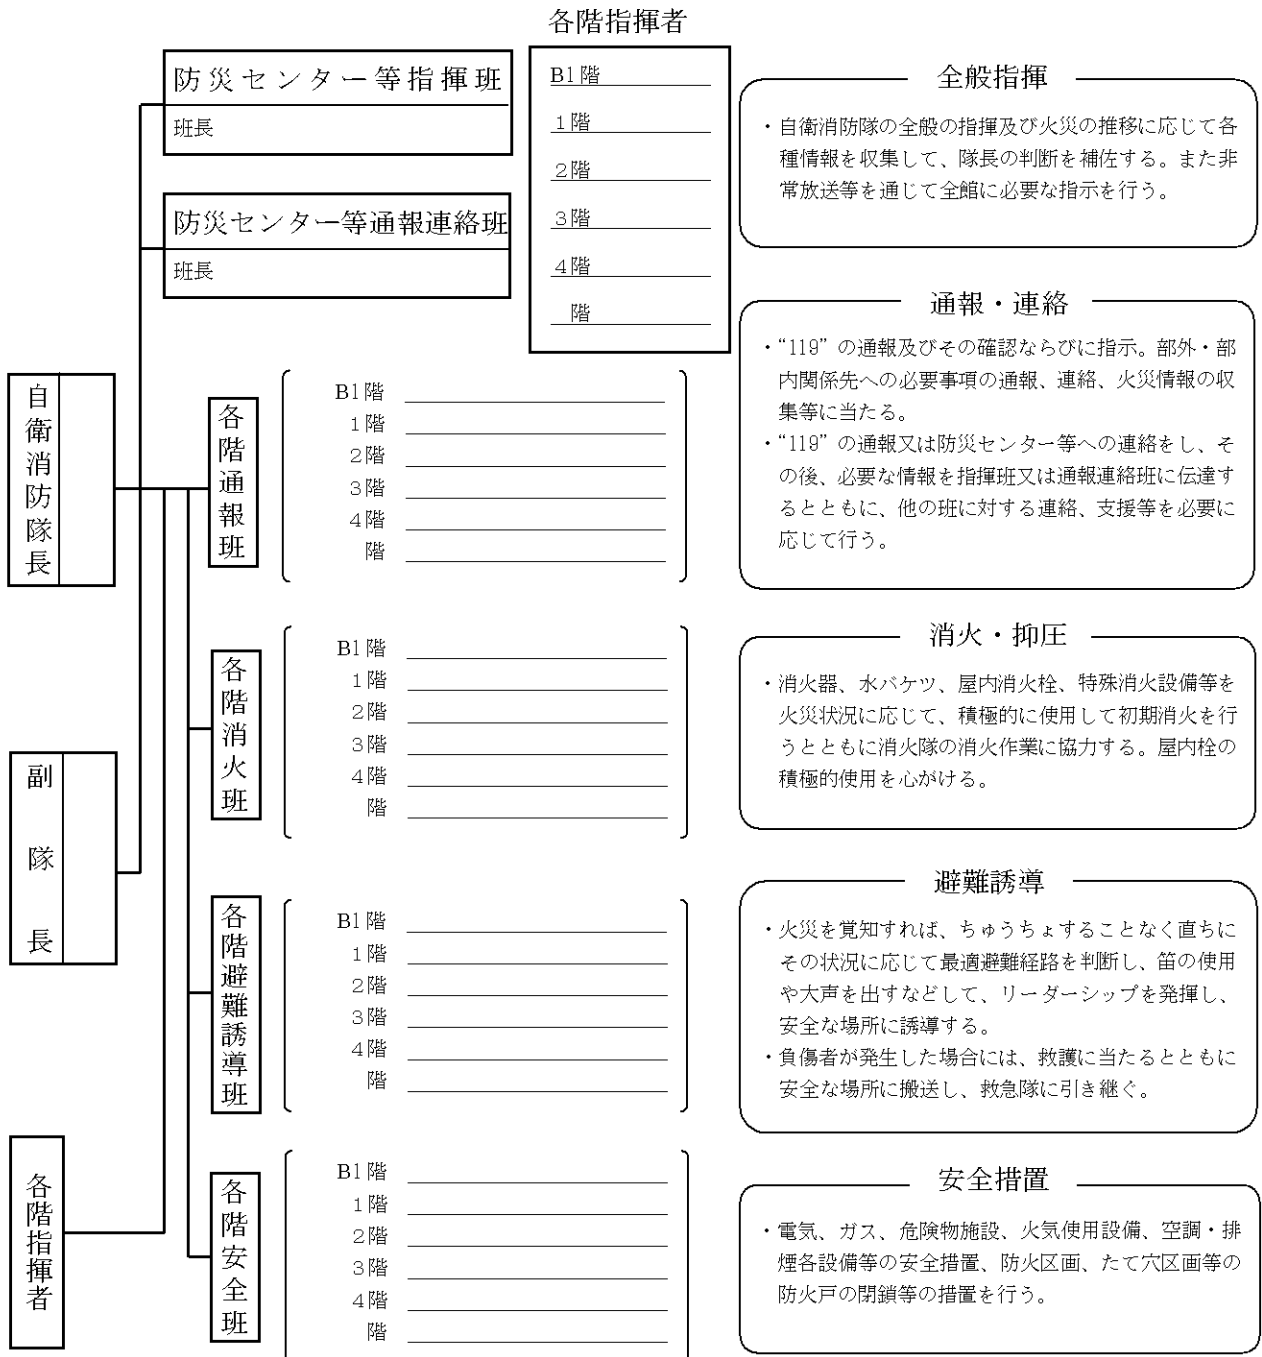 各階指揮者
防災センター等指揮班
班長
防災センター等通報連絡班
班長
B1階
1階
2階
3階
4階
階
全般指揮
・自衛消防隊の全般の指揮及び火災の推移に応じて各
種情報を収集して、隊長の判断を補佐する。また非
常放送等を通じて全館に必要な指示を行う。
通報・連絡
・“119”の通報及びその確認ならびに指示。部外・部
内関係先への必要事項の通報、連絡、火災情報の収
集等に当たる。
・“119”の通報又は防災センター等への連絡をし、そ
の後、必要な情報を指揮班又は通報連絡班に伝達す
るとともに、他の班に対する連絡、支援等を必要に
応じて行う。
自衛消防隊長
各階通報班
B1階
1階
2階
3階
4階
階
各階消火班
B1階
1階
2階
3階
4階
階
消火・抑圧
・消火器、水バケツ、屋内消火栓、特殊消火設備等を
火災状況に応じて、積極的に使用して初期消火を行
うとともに消火隊の消火作業に協力する。屋内栓の
積極的使用を心がける。
副隊長
各階避難誘導班
B1階
1階
2階
3階
4階
階
避難誘導
・火災を覚知すれば、ちゅうちょすることなく直ちに
その状況に応じて最適避難経路を判断し、笛の使用
や大声を出すなどして、リーダーシップを発揮し、
安全な場所に誘導する。
・負傷者が発生した場合には、救護に当たるとともに
安全な場所に搬送し、救急隊に引き継ぐ。
各階指揮者
各階安全班
B1階
1階
2階
3階
4階
階
安全措置
・電気、ガス、危険物施設、火気使用設備、空調・排
煙各設備等の安全措置、防火区画、たて穴区画等の
防火戸の閉鎖等の措置を行う。